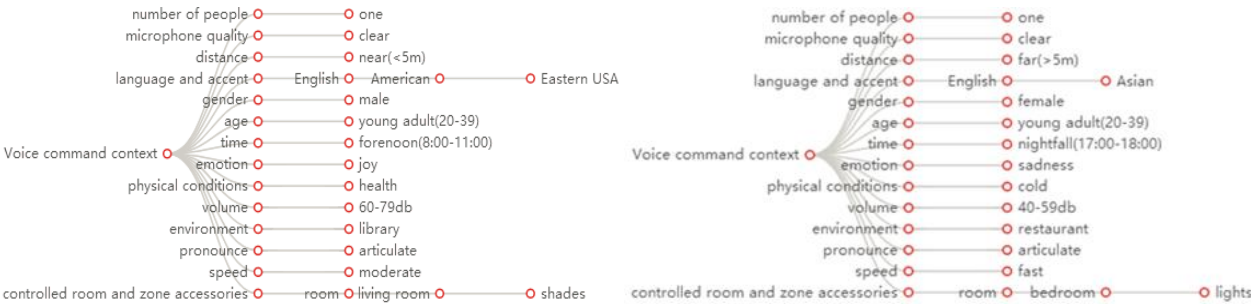 number of people one
microphone quality clear
distance near(<5m)
language and accent English American Eastern USA
gender male
age young adult(20-39)
time forenoon(8:00-11:00)
Voice command context
emotion joy
physical conditions health
volume 60-79db
environment library
pronounce articulate
speed moderate
controlled room and zone accessories room living room shades
number of people one
microphone quality clear
distance far(>5m)
language and accent English Asian
gender female
age young adult(20-39)
time nightfall(17:00-18:00)
Voice command context
emotion sadness
physical conditions cold
volume 40-59db
environment restaurant
pronounce articulate
speed fast
controlled room and zone accessories room bedroom lights